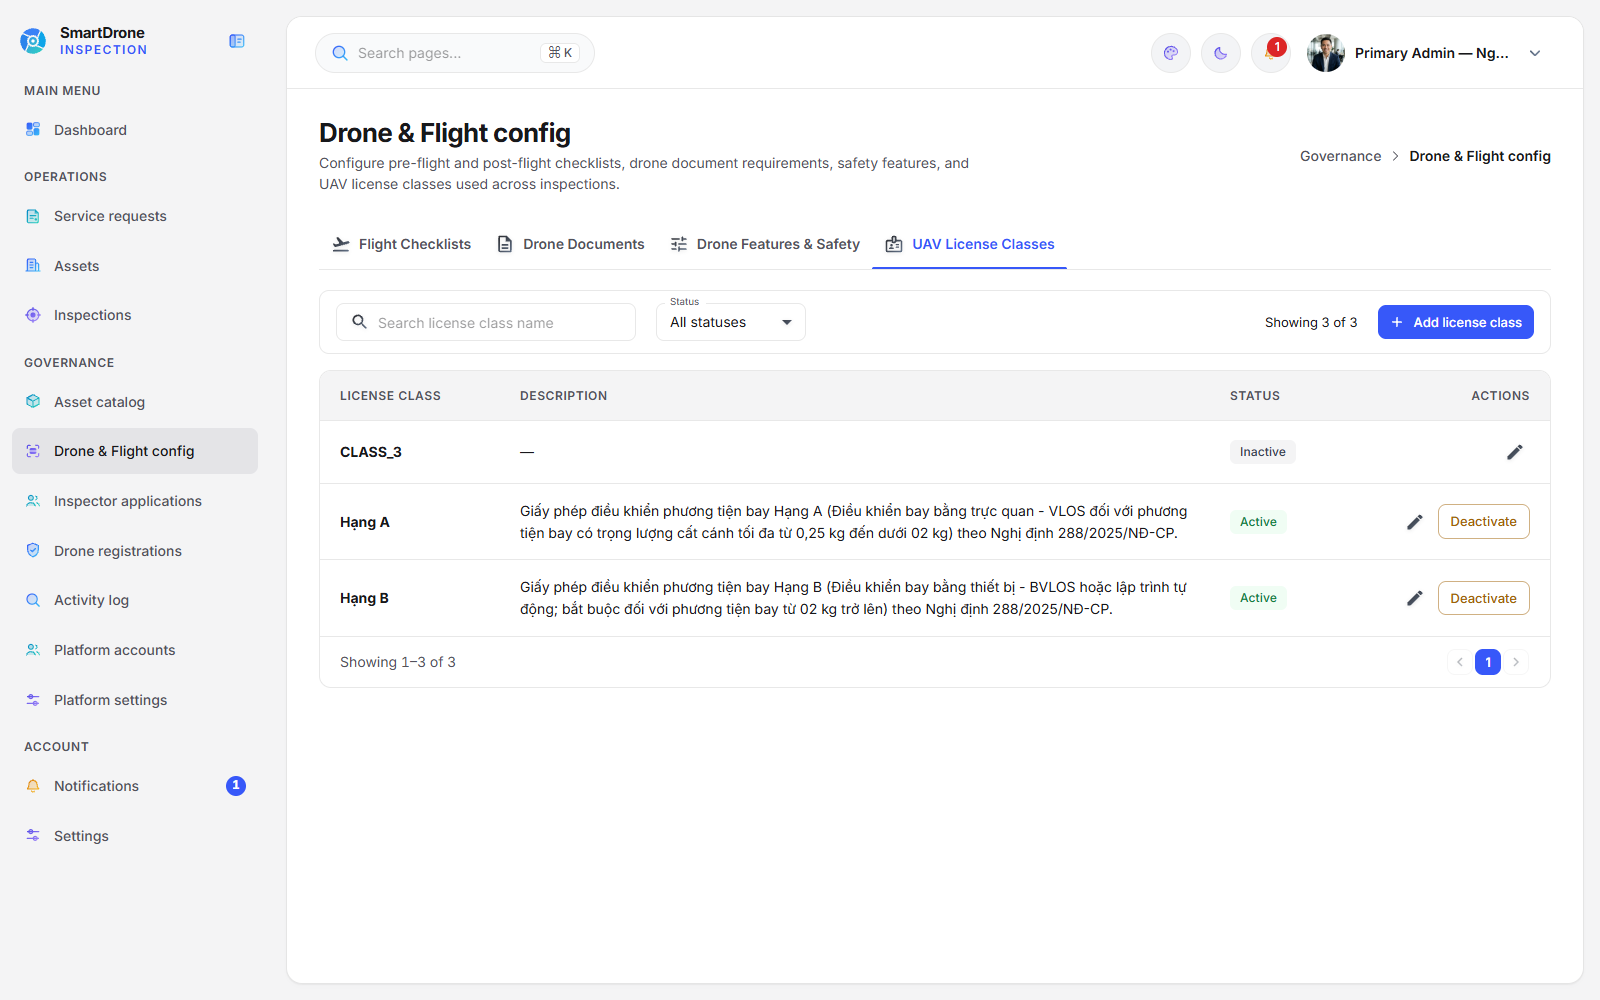 SmartDrone
INSPECTION
MAIN MENU
Dashboard
OPERATIONS
Service requests
Assets
Inspections
GOVERNANCE
Asset catalog
Drone & Flight config
Inspector applications
Drone registrations
Activity log
Platform accounts
Platform settings
ACCOUNT
Notifications
1
Settings
Search pages...
⌘ K
1
Primary Admin — Ng...
Drone & Flight config
Configure pre-flight and post-flight checklists, drone document requirements, safety features, and
UAV license classes used across inspections.
Governance > Drone & Flight config
Flight Checklists
Drone Documents
Drone Features & Safety
UAV License Classes
Search license class name
Status
All statuses
Showing 3 of 3
+ Add license class
LICENSE CLASS DESCRIPTION STATUS ACTIONS
CLASS_3 — Inactive
Hạng A
Giấy phép điều khiển phương tiện bay Hạng A (Điều khiển bay bằng trực quan - VLOS đối với phương
tiện bay có trọng lượng cất cánh tối đa từ 0,25 kg đến dưới 02 kg) theo Nghị định 288/2025/NĐ-CP.
Active
Deactivate
Hạng B
Giấy phép điều khiển phương tiện bay Hạng B (Điều khiển bay bằng thiết bị - BVLOS hoặc lập trình tự
động; bắt buộc đối với phương tiện bay từ 02 kg trở lên) theo Nghị định 288/2025/NĐ-CP.
Active
Deactivate
Showing 1–3 of 3
< 1 >